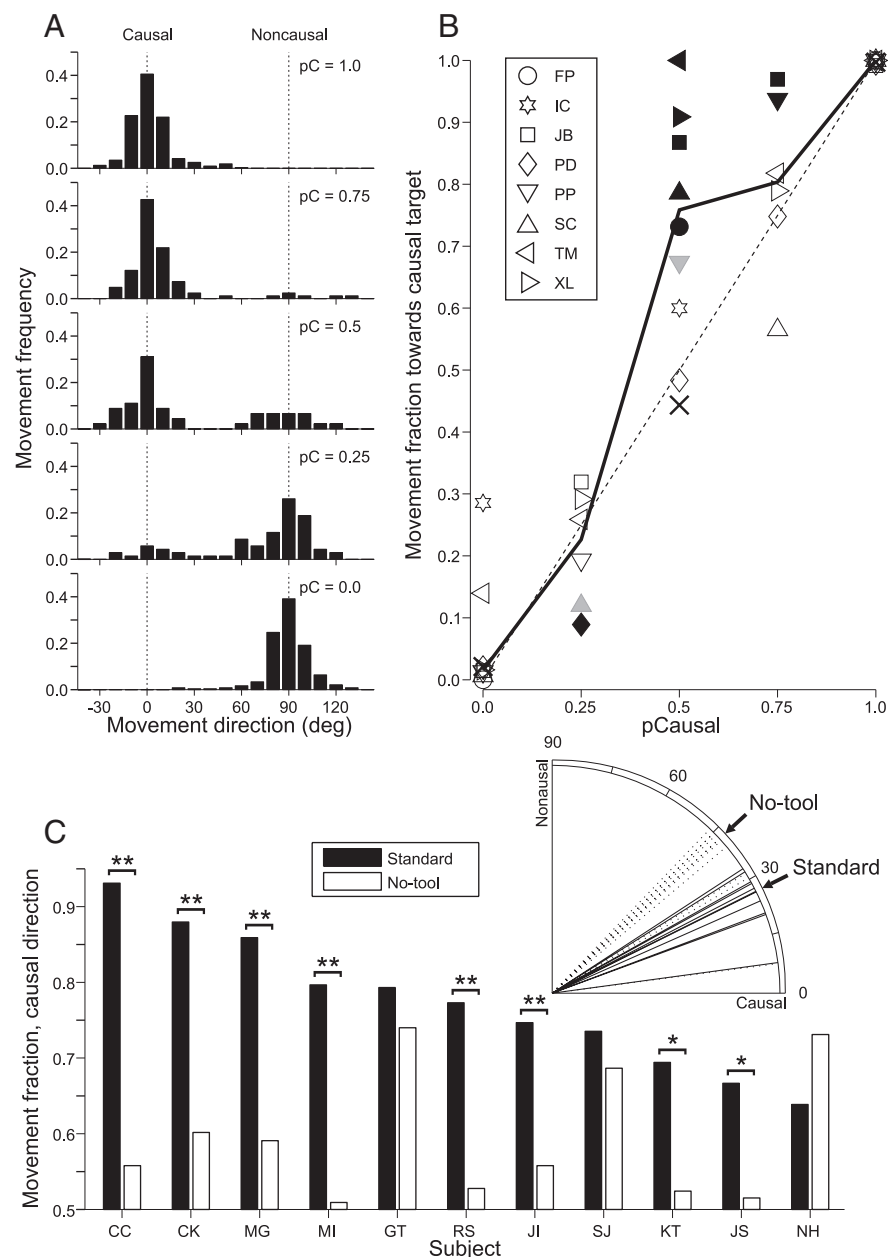 A
Causal
Noncausal
pC = 1.0
0.4
0.2
0.0
pC = 0.75
0.4
0.2
0.0
pC = 0.5
0.4
0.2
0.0
pC = 0.25
0.4
0.2
0.0
pC = 0.0
0.4
0.2
0.0
-30 0 30 60 90 120
Movement direction (deg)
Movement frequency
B
FP
IC
JB
PD
PP
SC
TM
XL
1.0
0.9
0.8
0.7
0.6
0.5
0.4
0.3
0.2
0.1
0.0
0.0 0.25 0.5 0.75 1.0
pCausal
Movement fraction towards causal target
C
Standard
No-tool
** ** ** ** ** ** * *
0.9
0.8
0.7
0.6
0.5
CC CK MG MI GT RS JI SJ KT JS NH
Subject
Movement fraction, causal direction
90
60
30
0
Nonausal
Causal
No-tool
Standard